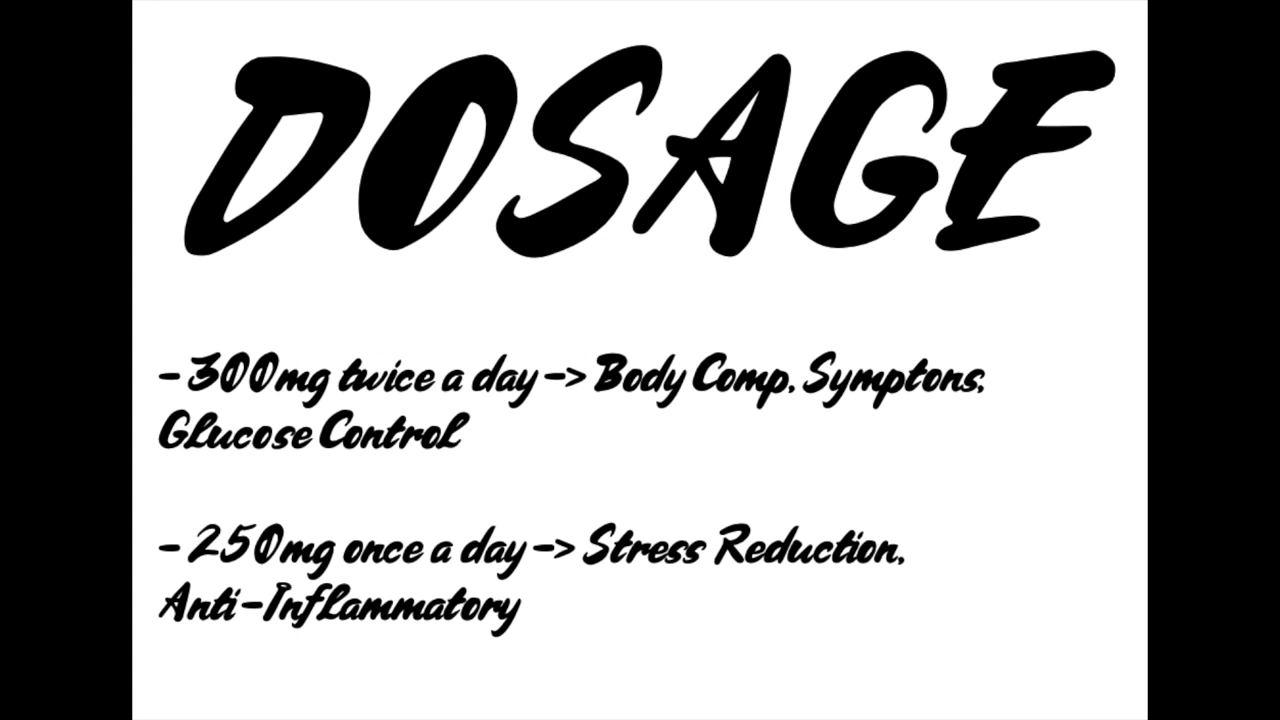 DOSAGE
- 300mg twice a day -> Body Comp, Symptons,
Glucose Control
- 250mg once a day -> Stress Reduction,
Anti-Inflammatory